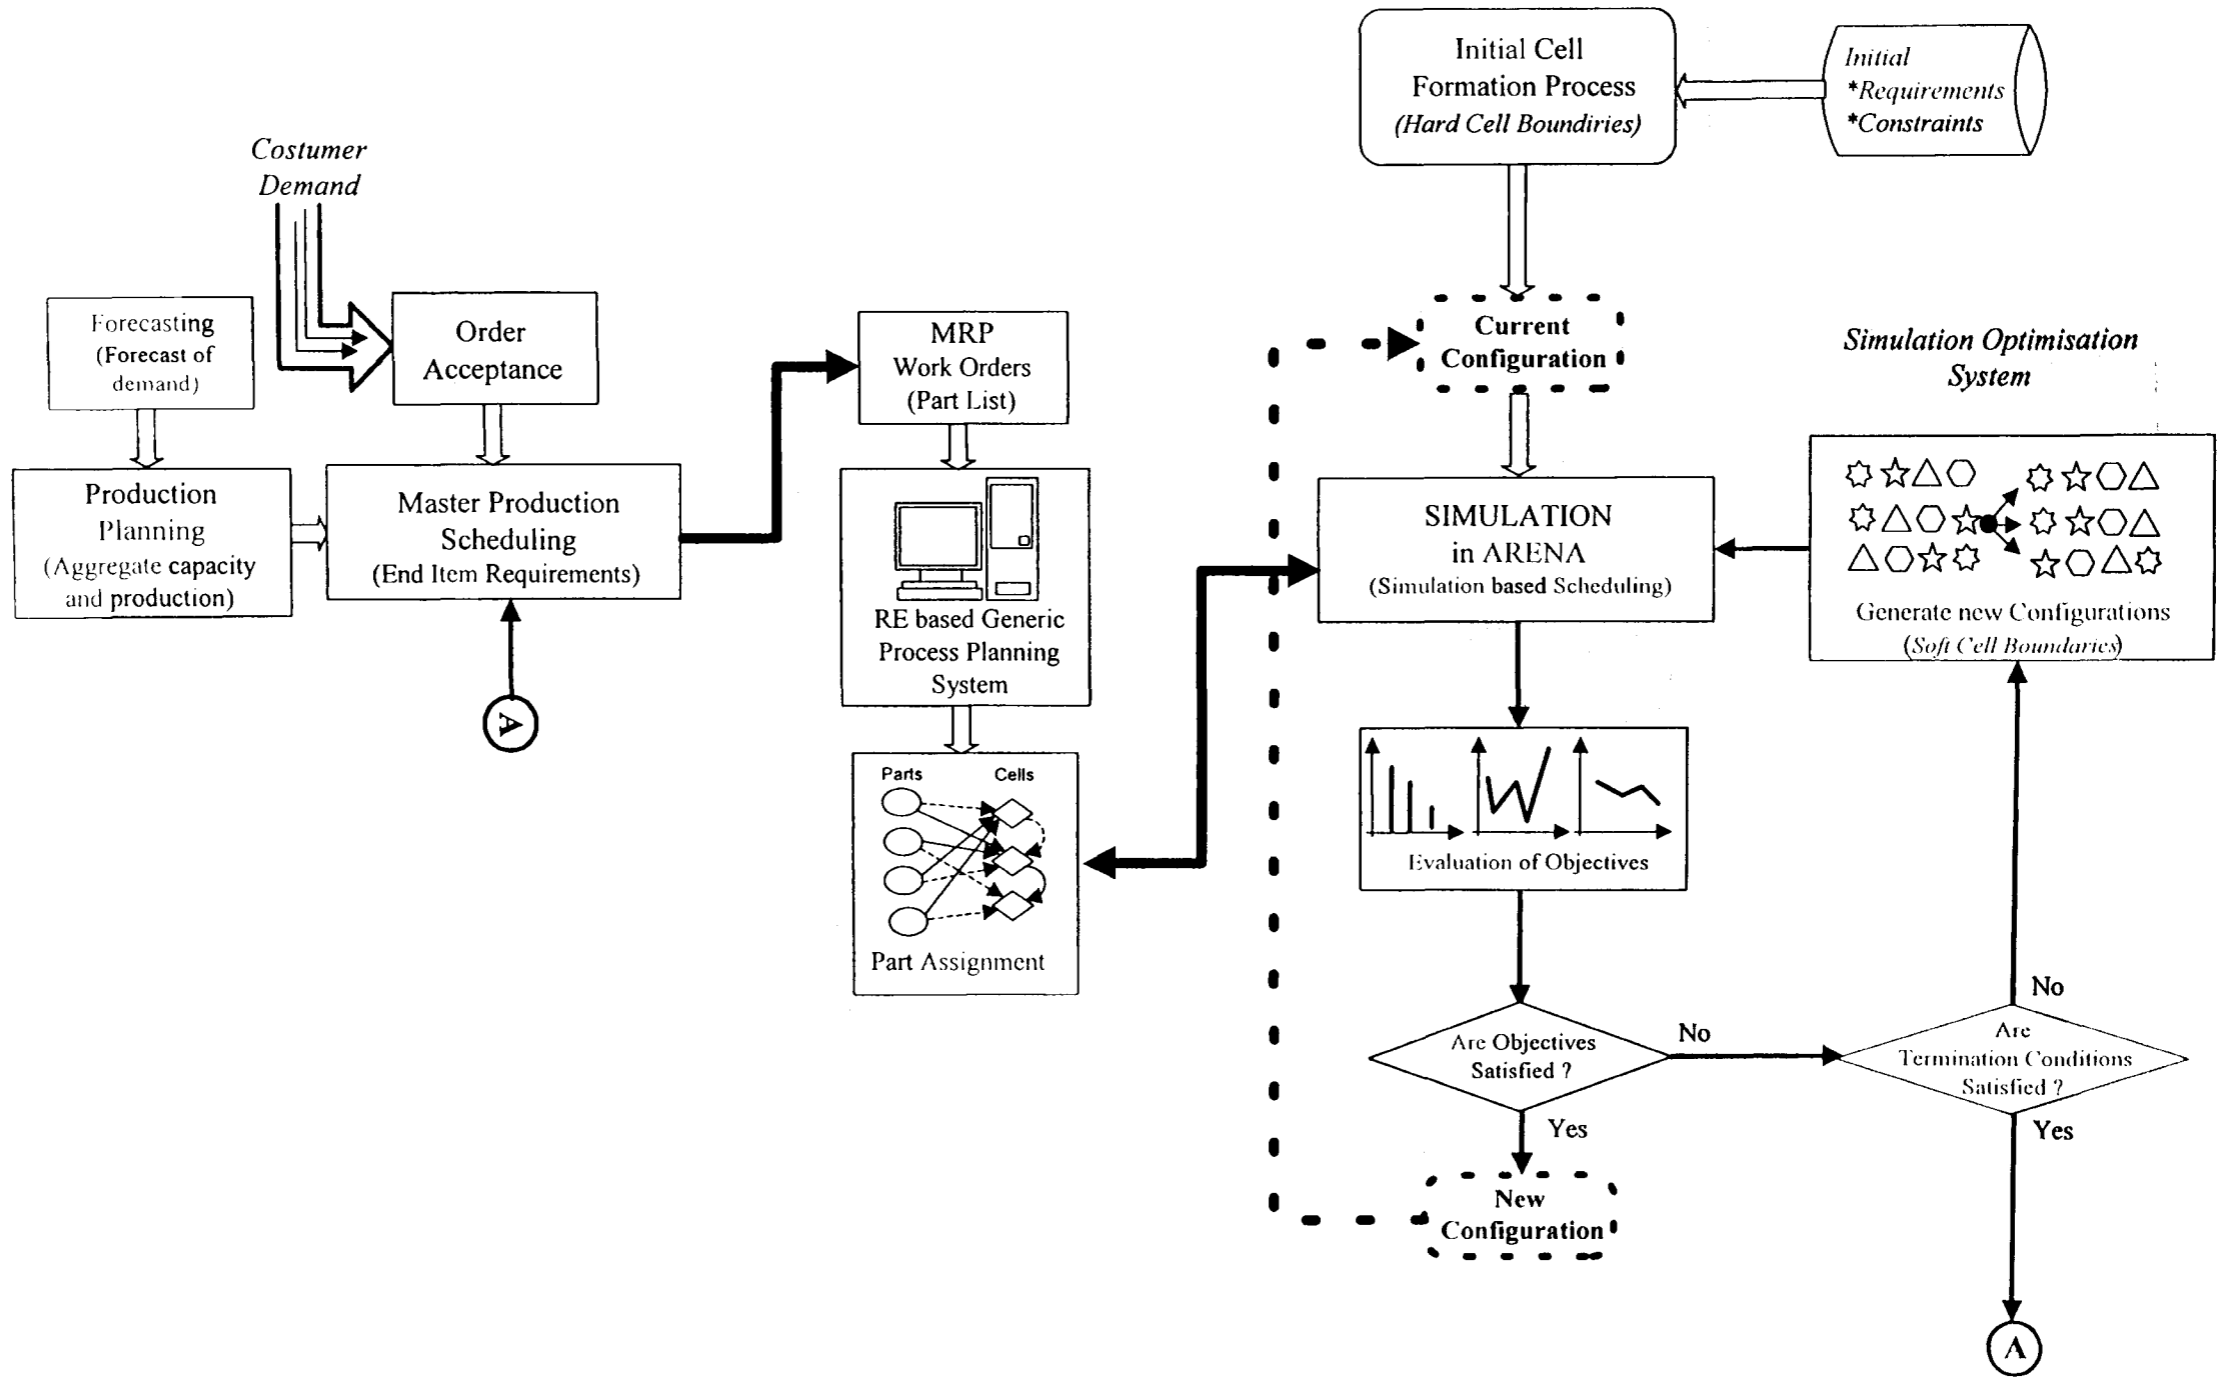 Costumer
Demand
Forecasting
(Forecast of
demand)
Order
Acceptance
Production
Planning
(Aggregate capacity
and production)
Master Production
Scheduling
(End Item Requirements)
A
MRP
Work Orders
(Part List)
RE based Generic
Process Planning
System
Parts Cells
Part Assignment
Initial Cell
Formation Process
(Hard Cell Boundiries)
Initial
*Requirements
*Constraints
Current
Configuration
SIMULATION
in ARENA
(Simulation based Scheduling)
Simulation Optimisation
System
Generate new Configurations
(Soft Cell Boundaries)
Evaluation of Objectives
Are Objectives
Satisfied ?
No
Yes
New
Configuration
No
Are
Termination Conditions
Satisfied ?
Yes
A